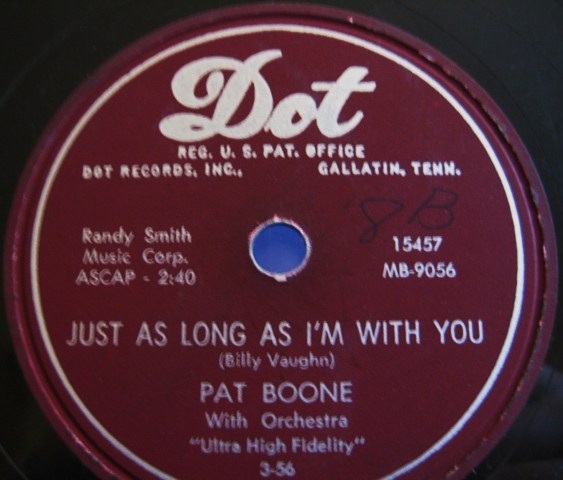 Dot
REG. U. S. PAT. OFFICE
DOT RECORDS, INC., GALLATIN, TENN.
8B
Randy Smith
Music Corp.
ASCAP - 2:40
15457
MB-9056
JUST AS LONG AS I'M WITH YOU
(Billy Vaughn)
PAT BOONE
With Orchestra
"Ultra High Fidelity"
3-56